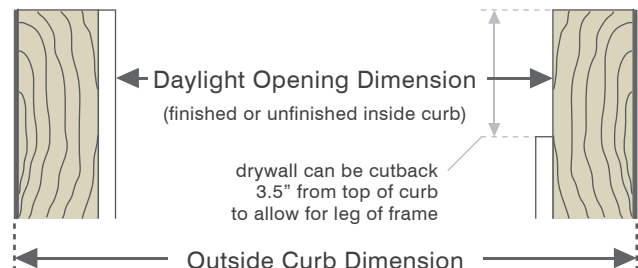 Daylight Opening Dimension
(finished or unfinished inside curb)
drywall can be cutback
3.5” from top of curb
to allow for leg of frame
Outside Curb Dimension